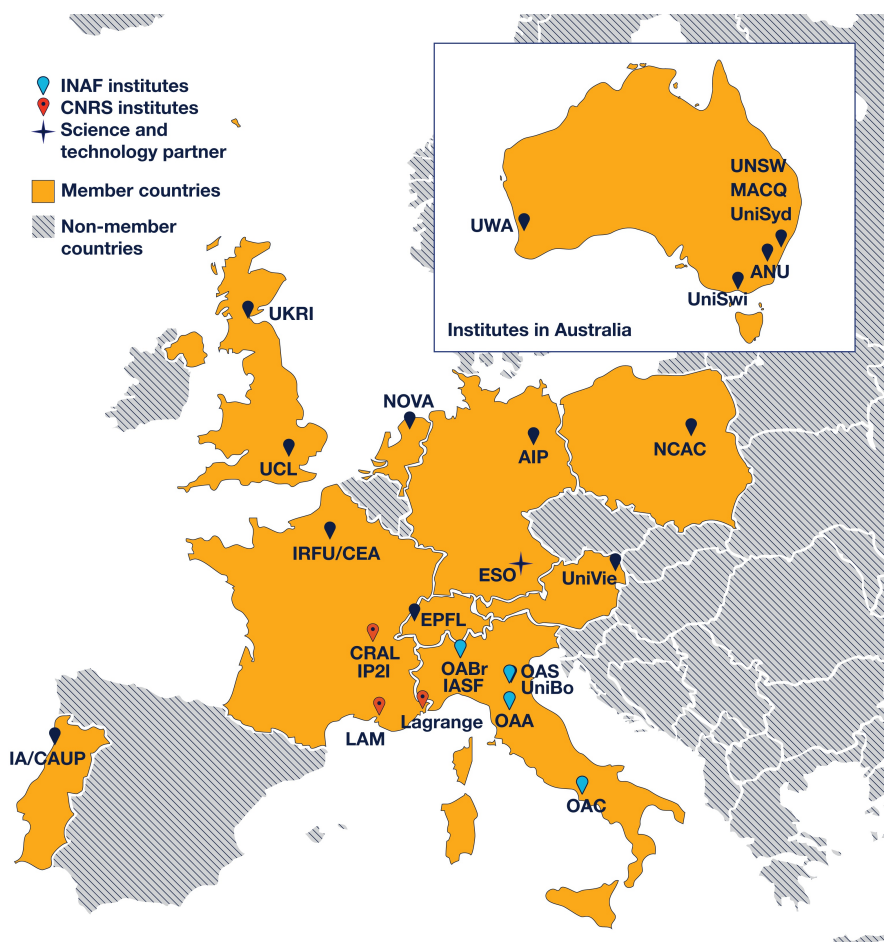 INAF institutes
CNRS institutes
Science and
technology partner
Member countries
Non-member
countries
UNSW
MACQ
UniSyd
UWA
ANU
UniSwi
Institutes in Australia
UKRI
NOVA
UCL
AIP
NCAC
IRFU/CEA
ESO
UniVie
EPFL
CRAL
IP2I
OABr
IASF
OAS
UniBo
Lagrange
OAA
LAM
IA/CAUP
OAC